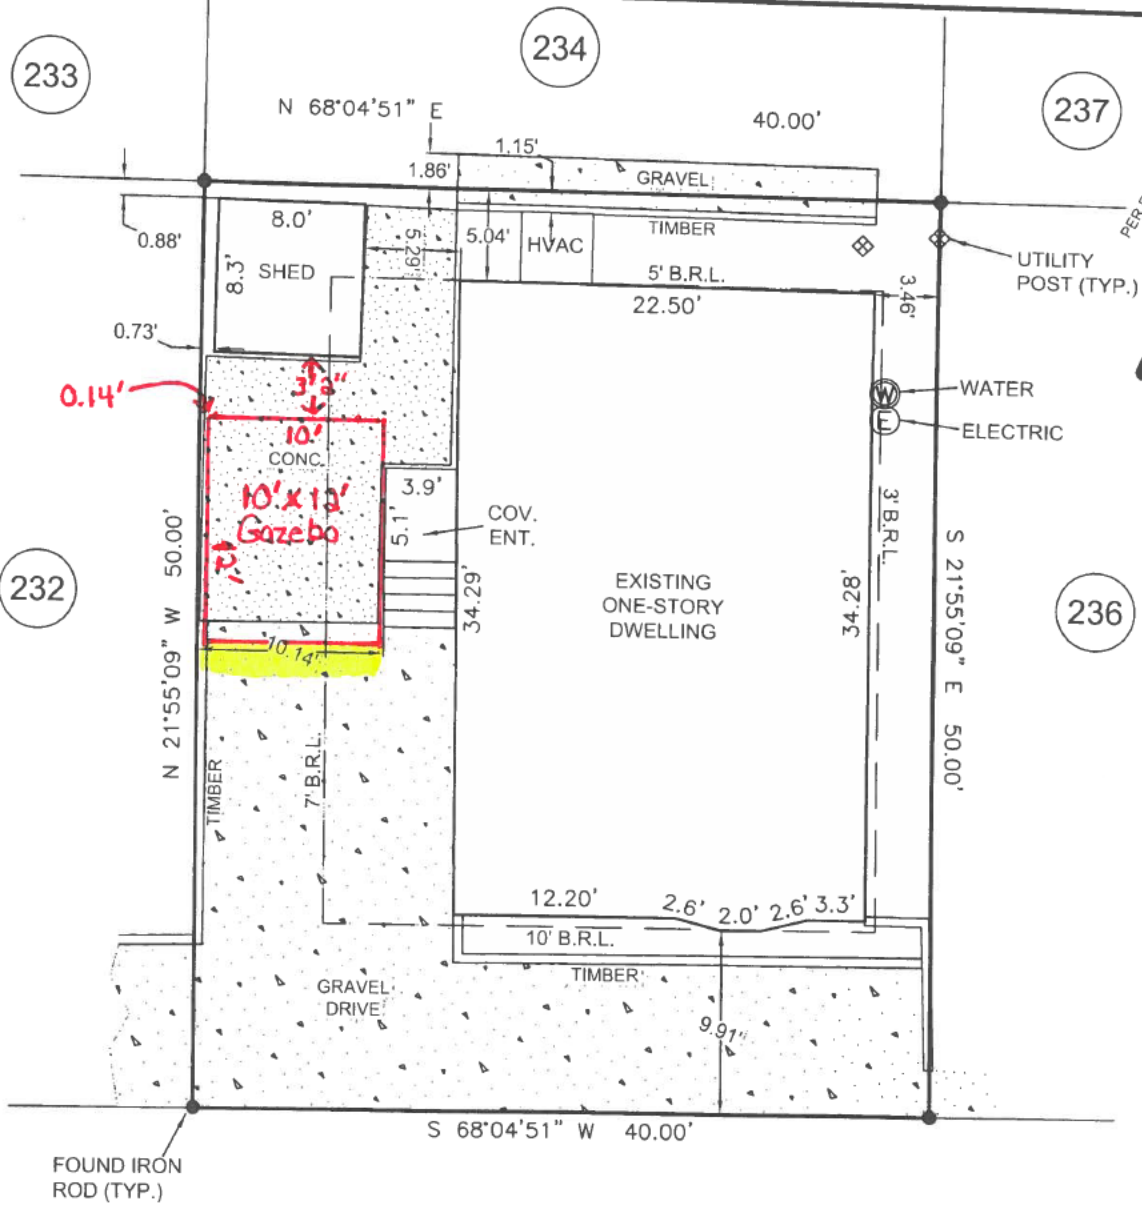 233
234
237
N 68°04'51" E
40.00'
1.15'
1.86'
GRAVEL
0.88'
8.0'
8.3'
SHED
5.29'
5.04'
HVAC
TIMBER
5' B.R.L.
22.50'
3.46'
UTILITY
POST (TYP.)
0.73'
0.14'
3'2"
10'
CONC.
10' x 12'
Gazebo
12'
10.14'
3.9'
5.1'
COV.
ENT.
W
WATER
E
ELECTRIC
3' B.R.L.
232
N 21°55'09" W 50.00'
34.29'
EXISTING
ONE-STORY
DWELLING
34.28'
S 21°55'09" E 50.00'
236
TIMBER
7' B.R.L.
12.20'
2.6'
2.0'
2.6'
3.3'
10' B.R.L.
TIMBER
GRAVEL
DRIVE
9.91'
S 68°04'51" W 40.00'
FOUND IRON
ROD (TYP.)